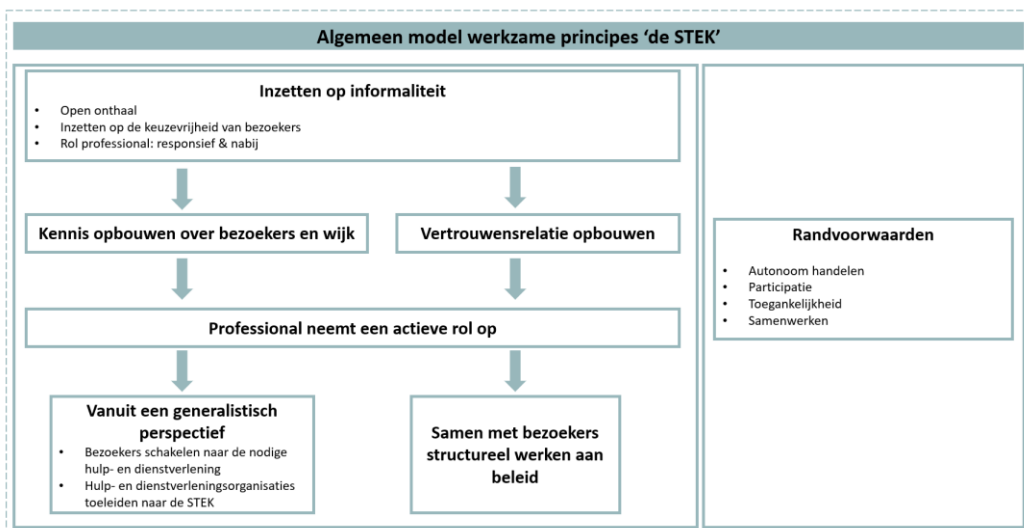 Algemeen model werkzame principes ‘de STEK’
Inzetten op informaliteit
• Open onthaal
• Inzetten op de keuzevrijheid van bezoekers
• Rol professional: responsief & nabij
Kennis opbouwen over bezoekers en wijk
Vertrouwensrelatie opbouwen
Professional neemt een actieve rol op
Vanuit een generalistisch
perspectief
• Bezoekers schakelen naar de nodige
hulp- en dienstverlening
• Hulp- en dienstverleningsorganisaties
toeleiden naar de STEK
Samen met bezoekers
structureel werken aan
beleid
Randvoorwaarden
• Autonoom handelen
• Participatie
• Toegankelijkheid
• Samenwerken